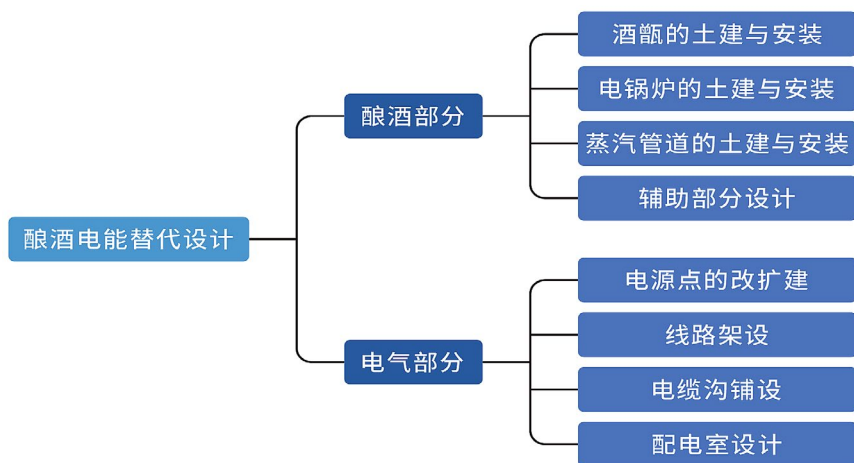 酿酒电能替代设计
酿酒部分
酒甑的土建与安装
电锅炉的土建与安装
蒸汽管道的土建与安装
辅助部分设计
电气部分
电源点的改扩建
线路架设
电缆沟铺设
配电室设计